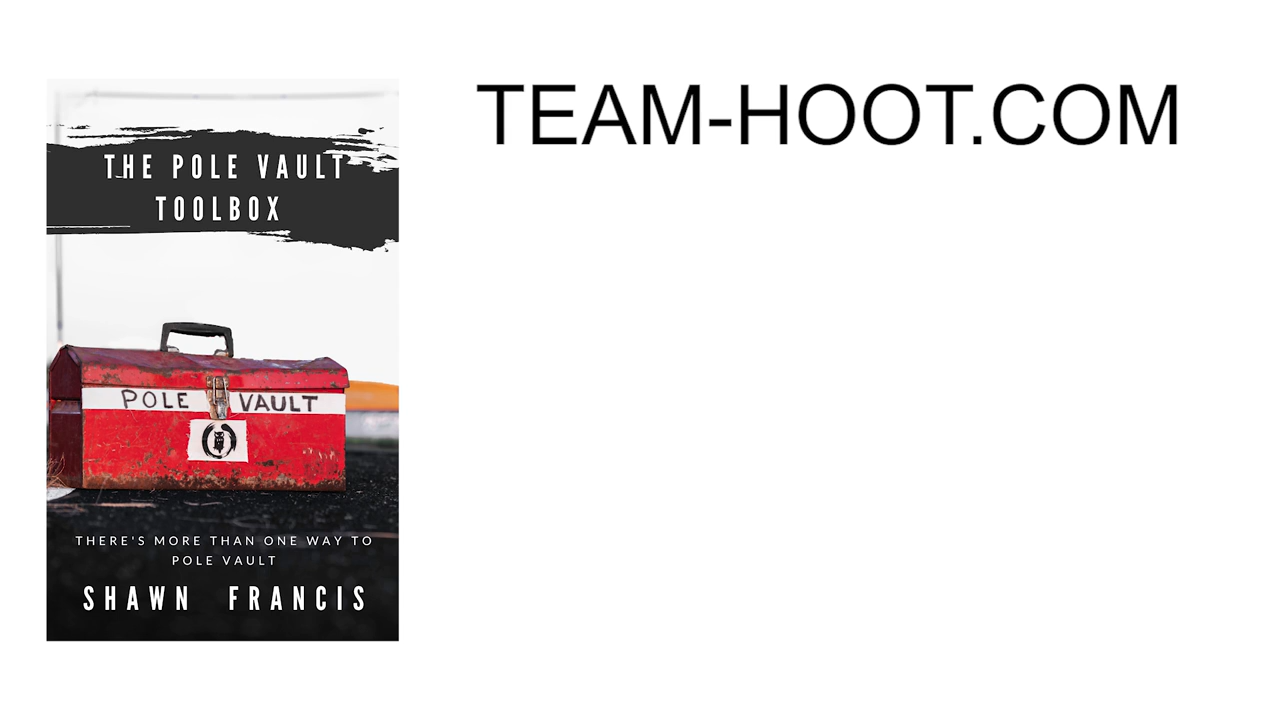 THE POLE VAULT
TOOLBOX
POLE VAULT
THERE'S MORE THAN ONE WAY TO
POLE VAULT
SHAWN FRANCIS
TEAM-HOOT.COM